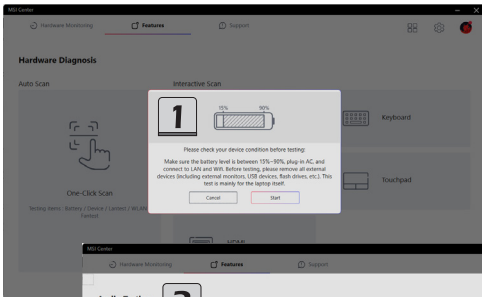 MSI Center
Hardware Monitoring
Features
Support
Hardware Diagnosis
Auto Scan
Interactive Scan
1
15%
90%
Please check your device condition before testing:
Make sure the battery level is between 15%~90%, plug-in AC, and
connect to LAN and Wifi. Before testing, please remove all external
devices (including external monitors, USB devices, flash drives, etc.). This
test is mainly for the laptop itself.
Cancel
Start
Keyboard
Touchpad
One-Click Scan
Testing Items : Battery / Device /
MSI Center
Hardware Monitoring
Features
Support